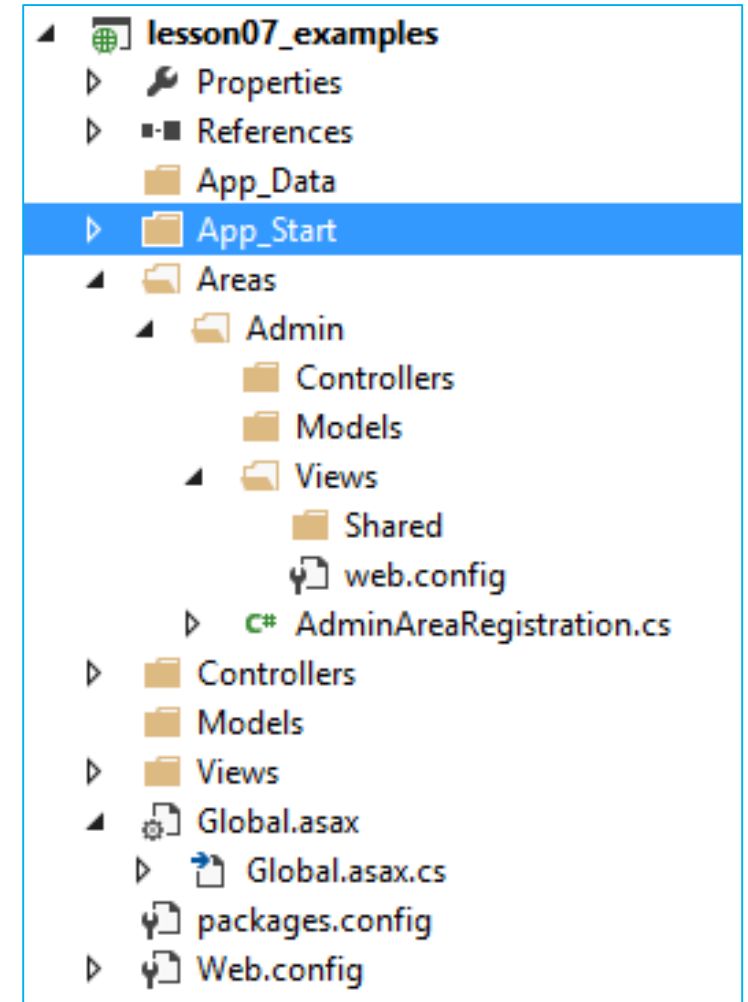 lesson07_examples
Properties
References
App_Data
App_Start
Areas
Admin
Controllers
Models
Views
Shared
web.config
C# AdminAreaRegistration.cs
Controllers
Models
Views
Global.asax
Global.asax.cs
packages.config
Web.config